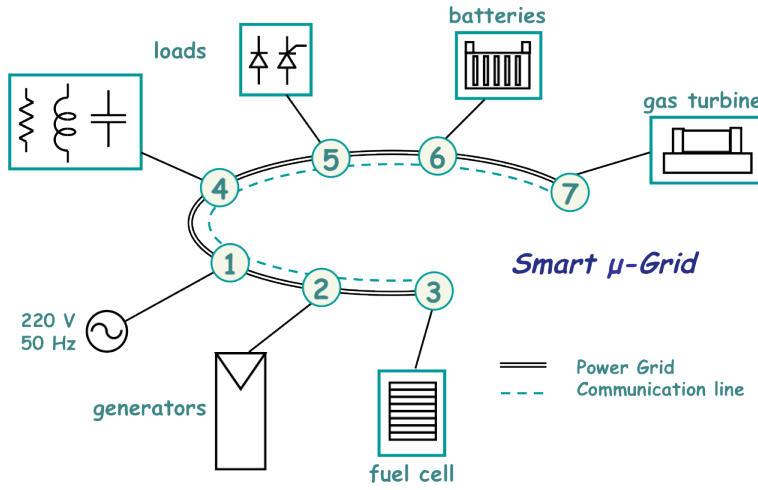 batteries
loads
gas turbine
5
6
4
7
1
Smart μ-Grid
2
3
220 V
50 Hz
Power Grid
Communication line
generators
fuel cell